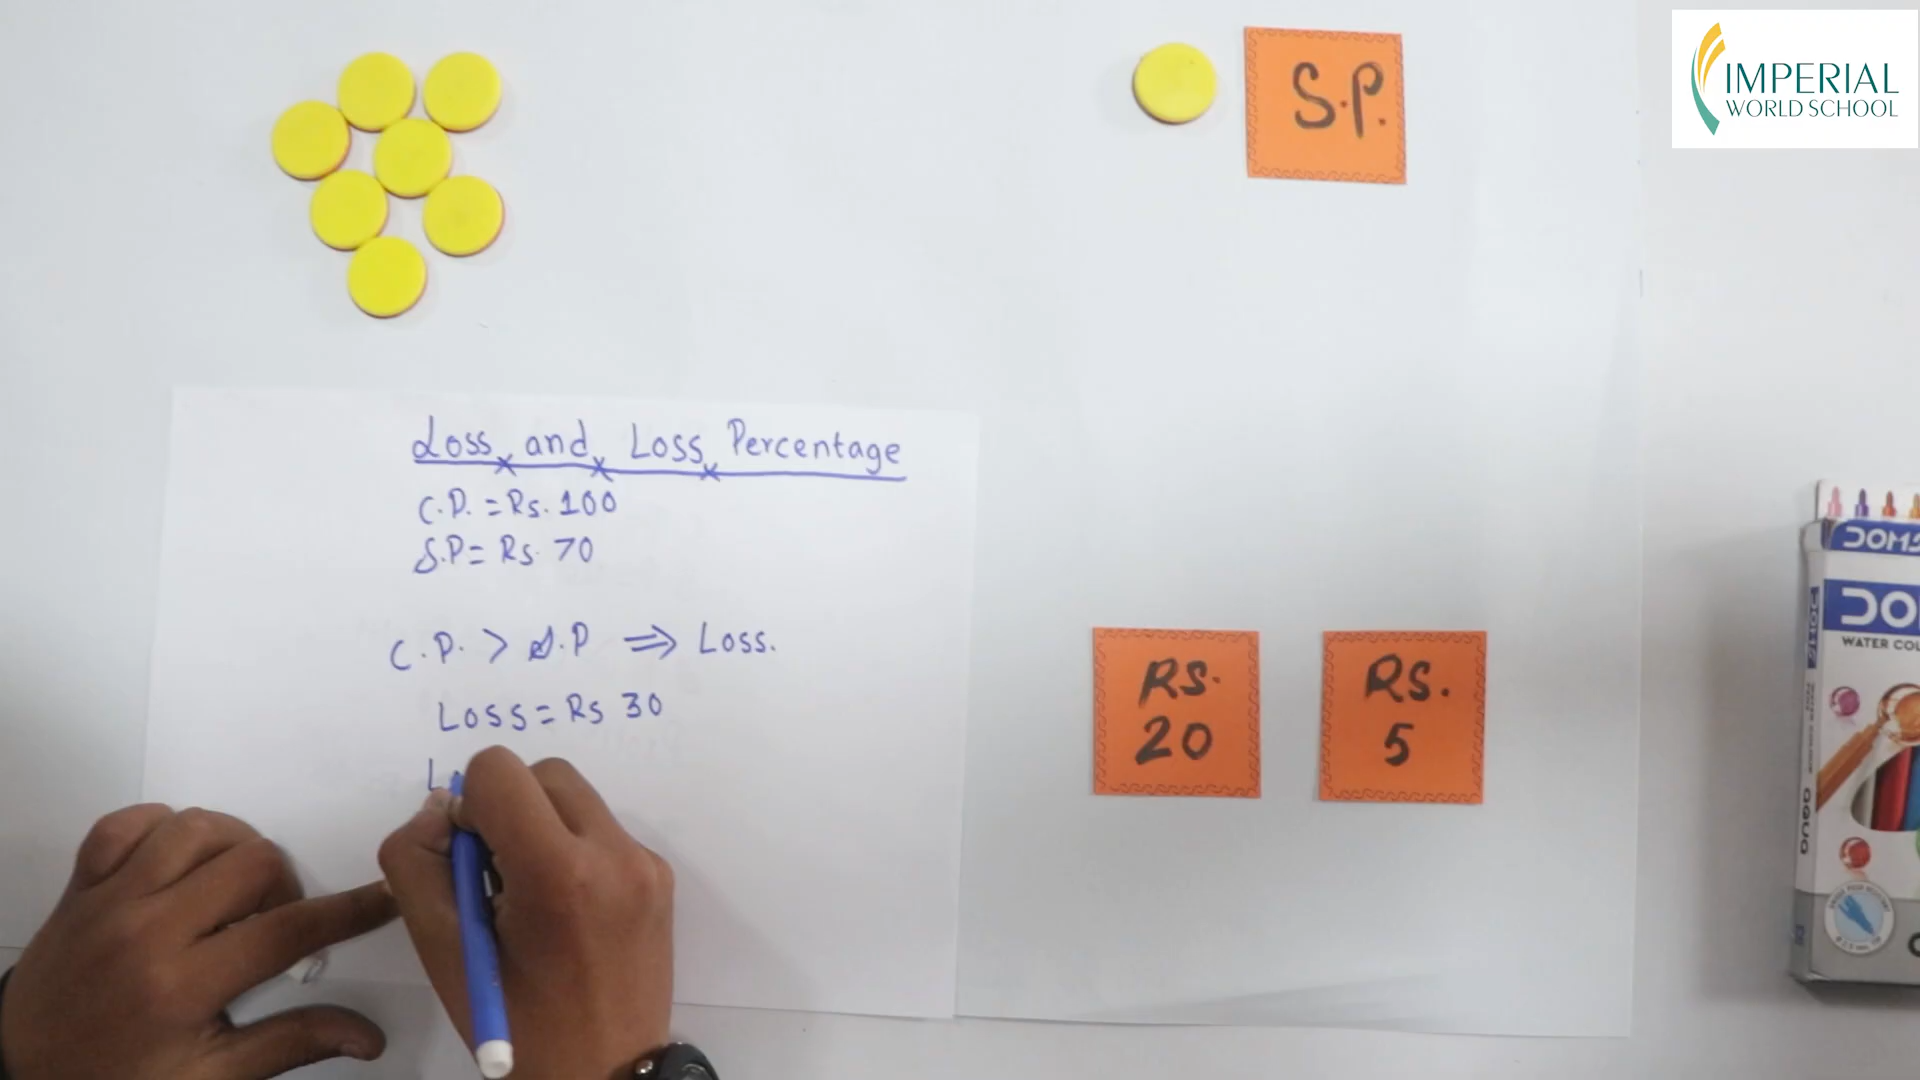 S.P.
IMPERIAL
WORLD SCHOOL
Loss and Loss Percentage
C.P. = Rs. 100
S.P = Rs. 70
C.P. > S.P ⇒ Loss.
Loss = Rs 30
L
RS.
20
RS.
5
DOMS
WATER COL
AQUA